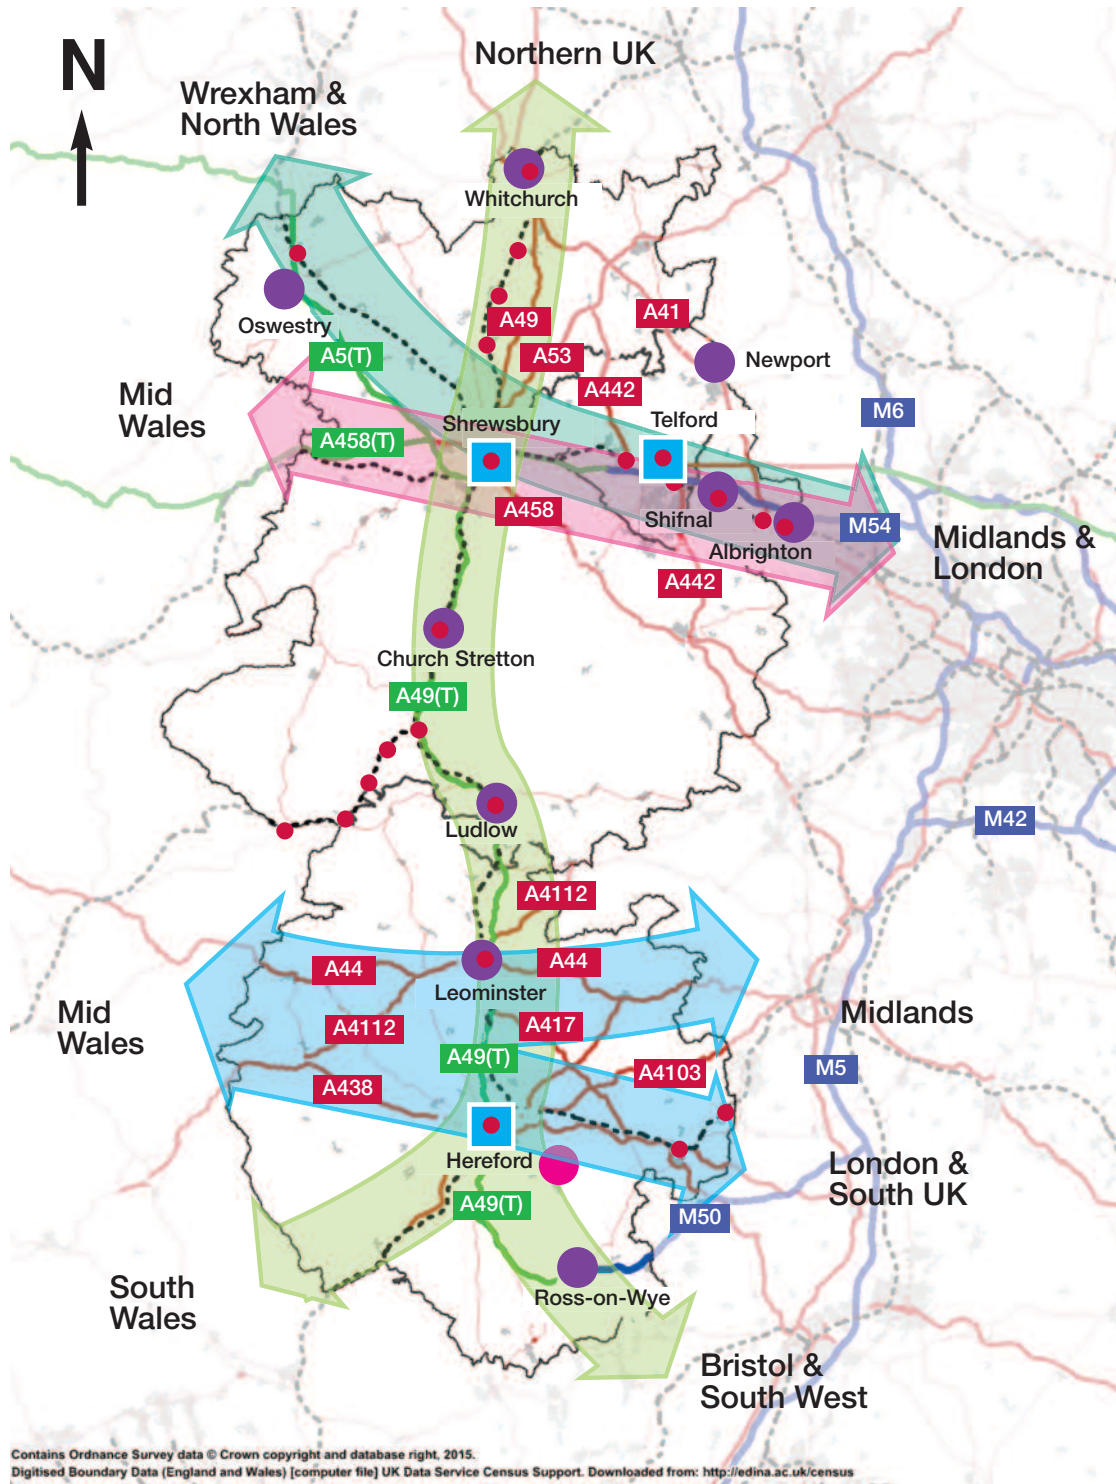 N
Northern UK
Wrexham &
North Wales
Whitchurch
Oswestry
A49
A41
A5(T)
A53
Newport
A442
Mid
Wales
M6
Shrewsbury
Telford
A458(T)
A458
Shifnal
M54
Albrighton
Midlands &
London
A442
Church Stretton
A49(T)
Ludlow
M42
A4112
A44
A44
Leominster
Mid
Wales
A4112
A417
Midlands
A49(T)
A4103
M5
A438
Hereford
London &
South UK
A49(T)
M50
South
Wales
Ross-on-Wye
Bristol &
South West
Contains Ordnance Survey data © Crown copyright and database right, 2015.
Digitised Boundary Data (England and Wales) [computer file] UK Data Service Census Support. Downloaded from: http://edina.ac.uk/census